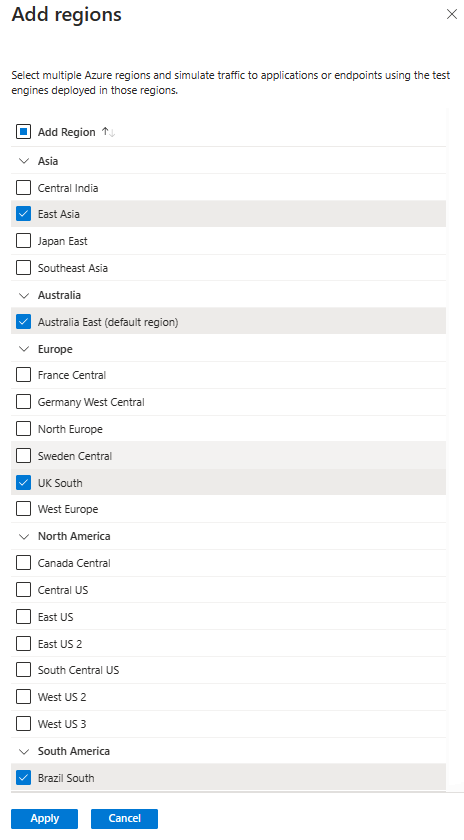 Add regions
Select multiple Azure regions and simulate traffic to applications or endpoints using the test
engines deployed in those regions.
Add Region
Asia
Central India
East Asia
Japan East
Southeast Asia
Australia
Australia East (default region)
Europe
France Central
Germany West Central
North Europe
Sweden Central
UK South
West Europe
North America
Canada Central
Central US
East US
East US 2
South Central US
West US 2
West US 3
South America
Brazil South
Apply Cancel